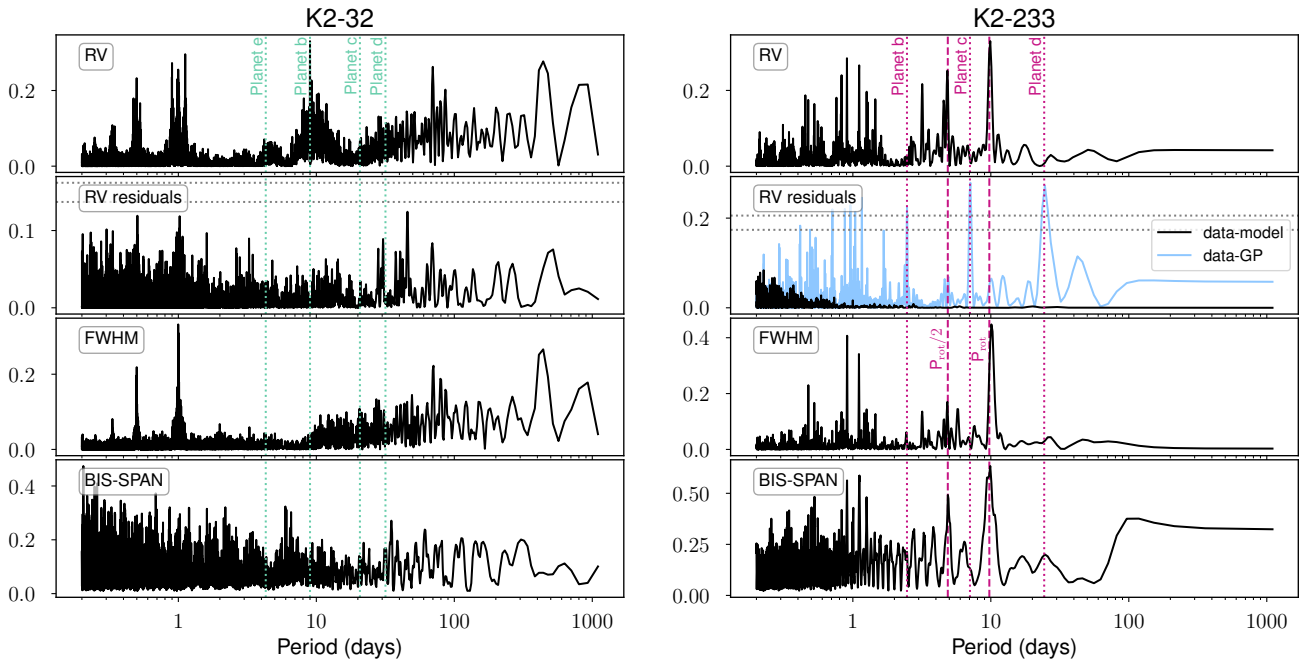 K2-32
RV
Planet e
Planet b
Planet c
Planet d
0.2
0.0
RV residuals
0.1
0.0
FWHM
0.2
0.0
BIS-SPAN
0.4
0.2
0.0
1 10 100 1000
Period (days)
K2-233
RV
Planet b
Planet c
Planet d
0.2
0.0
RV residuals
data-model
data-GP
0.2
0.0
FWHM
P_rot/2
P_rot
0.4
0.2
0.0
BIS-SPAN
0.50
0.25
0.00
1 10 100 1000
Period (days)